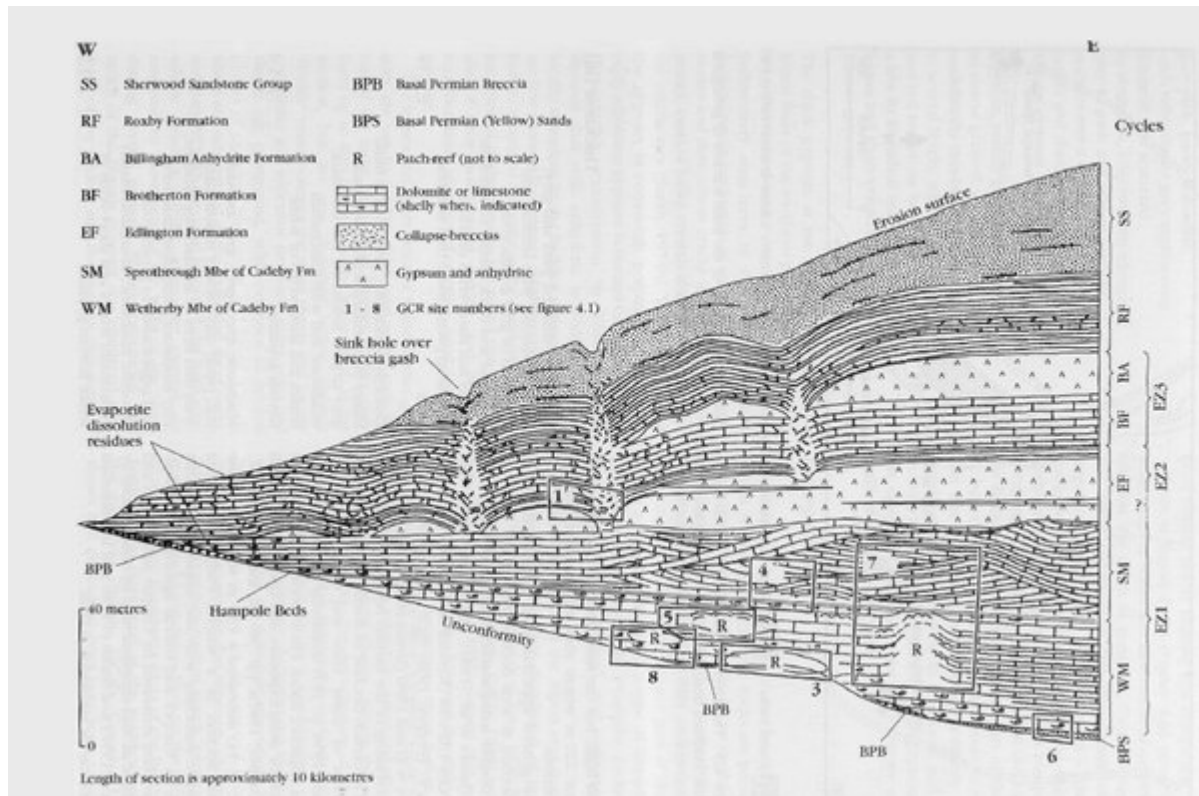 W
E
SS Sherwood Sandstone Group
RF Roxby Formation
BA Billingham Anhydrite Formation
BF Brotherton Formation
EF Edlington Formation
SM Sprotbrough Mbr of Cadeby Fm
WM Wetherby Mbr of Cadeby Fm
BPB Basal Permian Breccia
BPS Basal Permian (Yellow) Sands
R Patch-reef (not to scale)
Dolomite or limestone
(shelly where indicated)
Collapse-breccias
Gypsum and anhydrite
1 - 8 GCR site numbers (see figure 4.1)
Cycles
Erosion surface
Sink hole over
breccia gash
Evaporite
dissolution
residues
SS
RF
BA
BF
EF
SM
WM
BPS
EZ3
EZ2
?
EZ1
1
4
7
5
R
R
R
R
8
3
6
BPB
Hampole Beds
Unconformity
BPB
BPB
40 metres
0
Length of section is approximately 10 kilometres